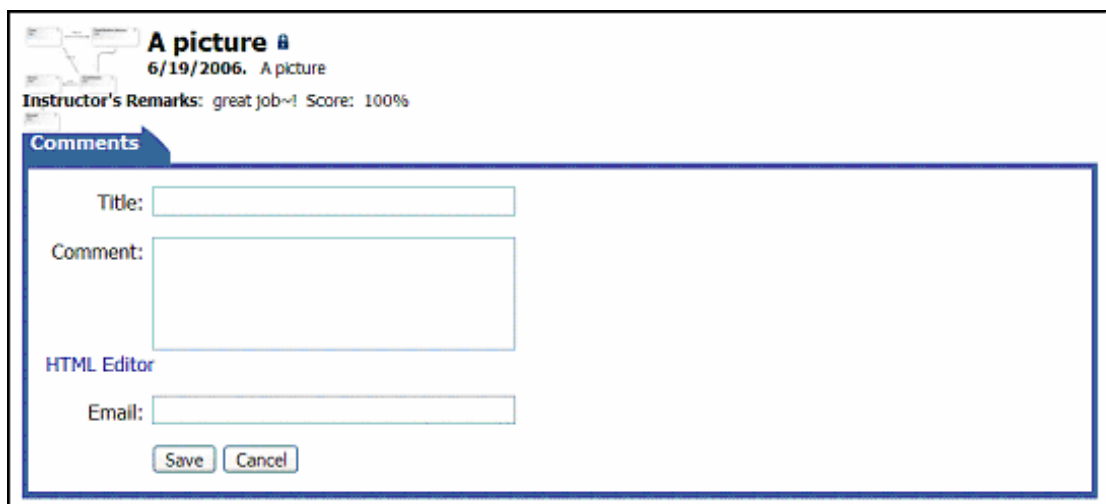 A picture
6/19/2006. A picture
Instructor's Remarks: great job~! Score: 100%
Comments
Title:
Comment:
HTML Editor
Email:
Save Cancel